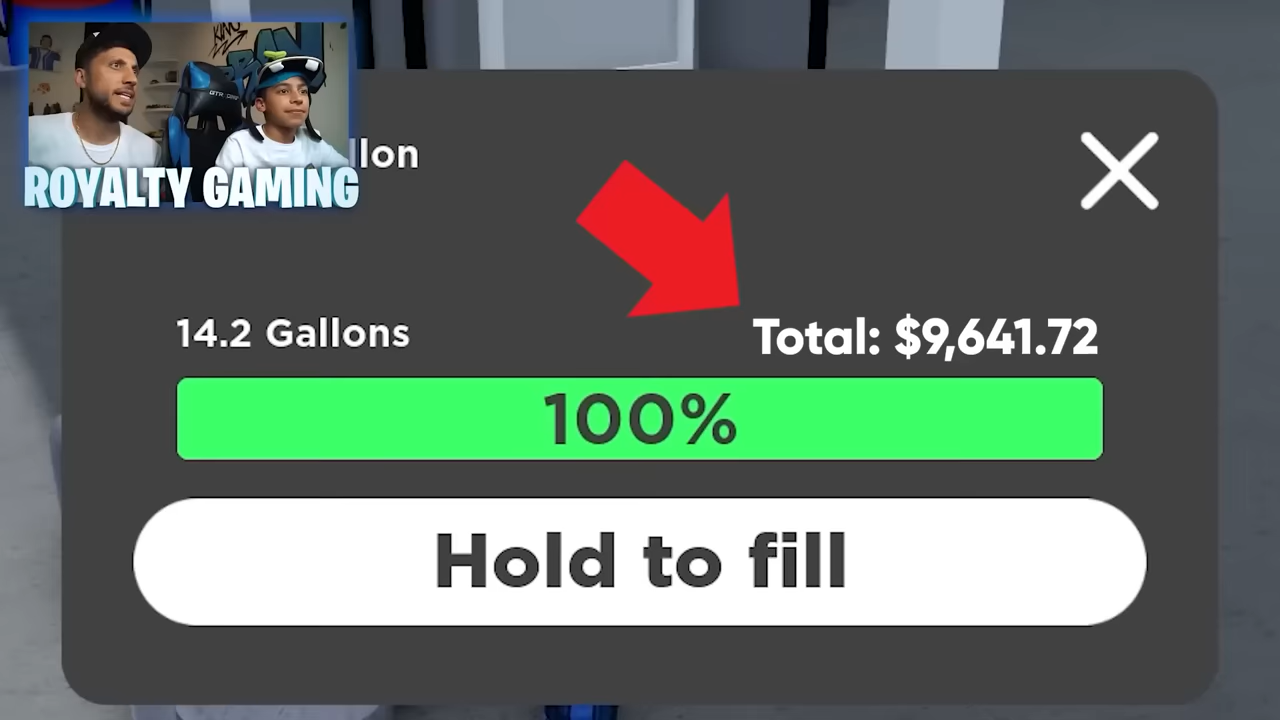 ROYALTY GAMING
llon
14.2 Gallons
Total: $9,641.72
100%
Hold to fill